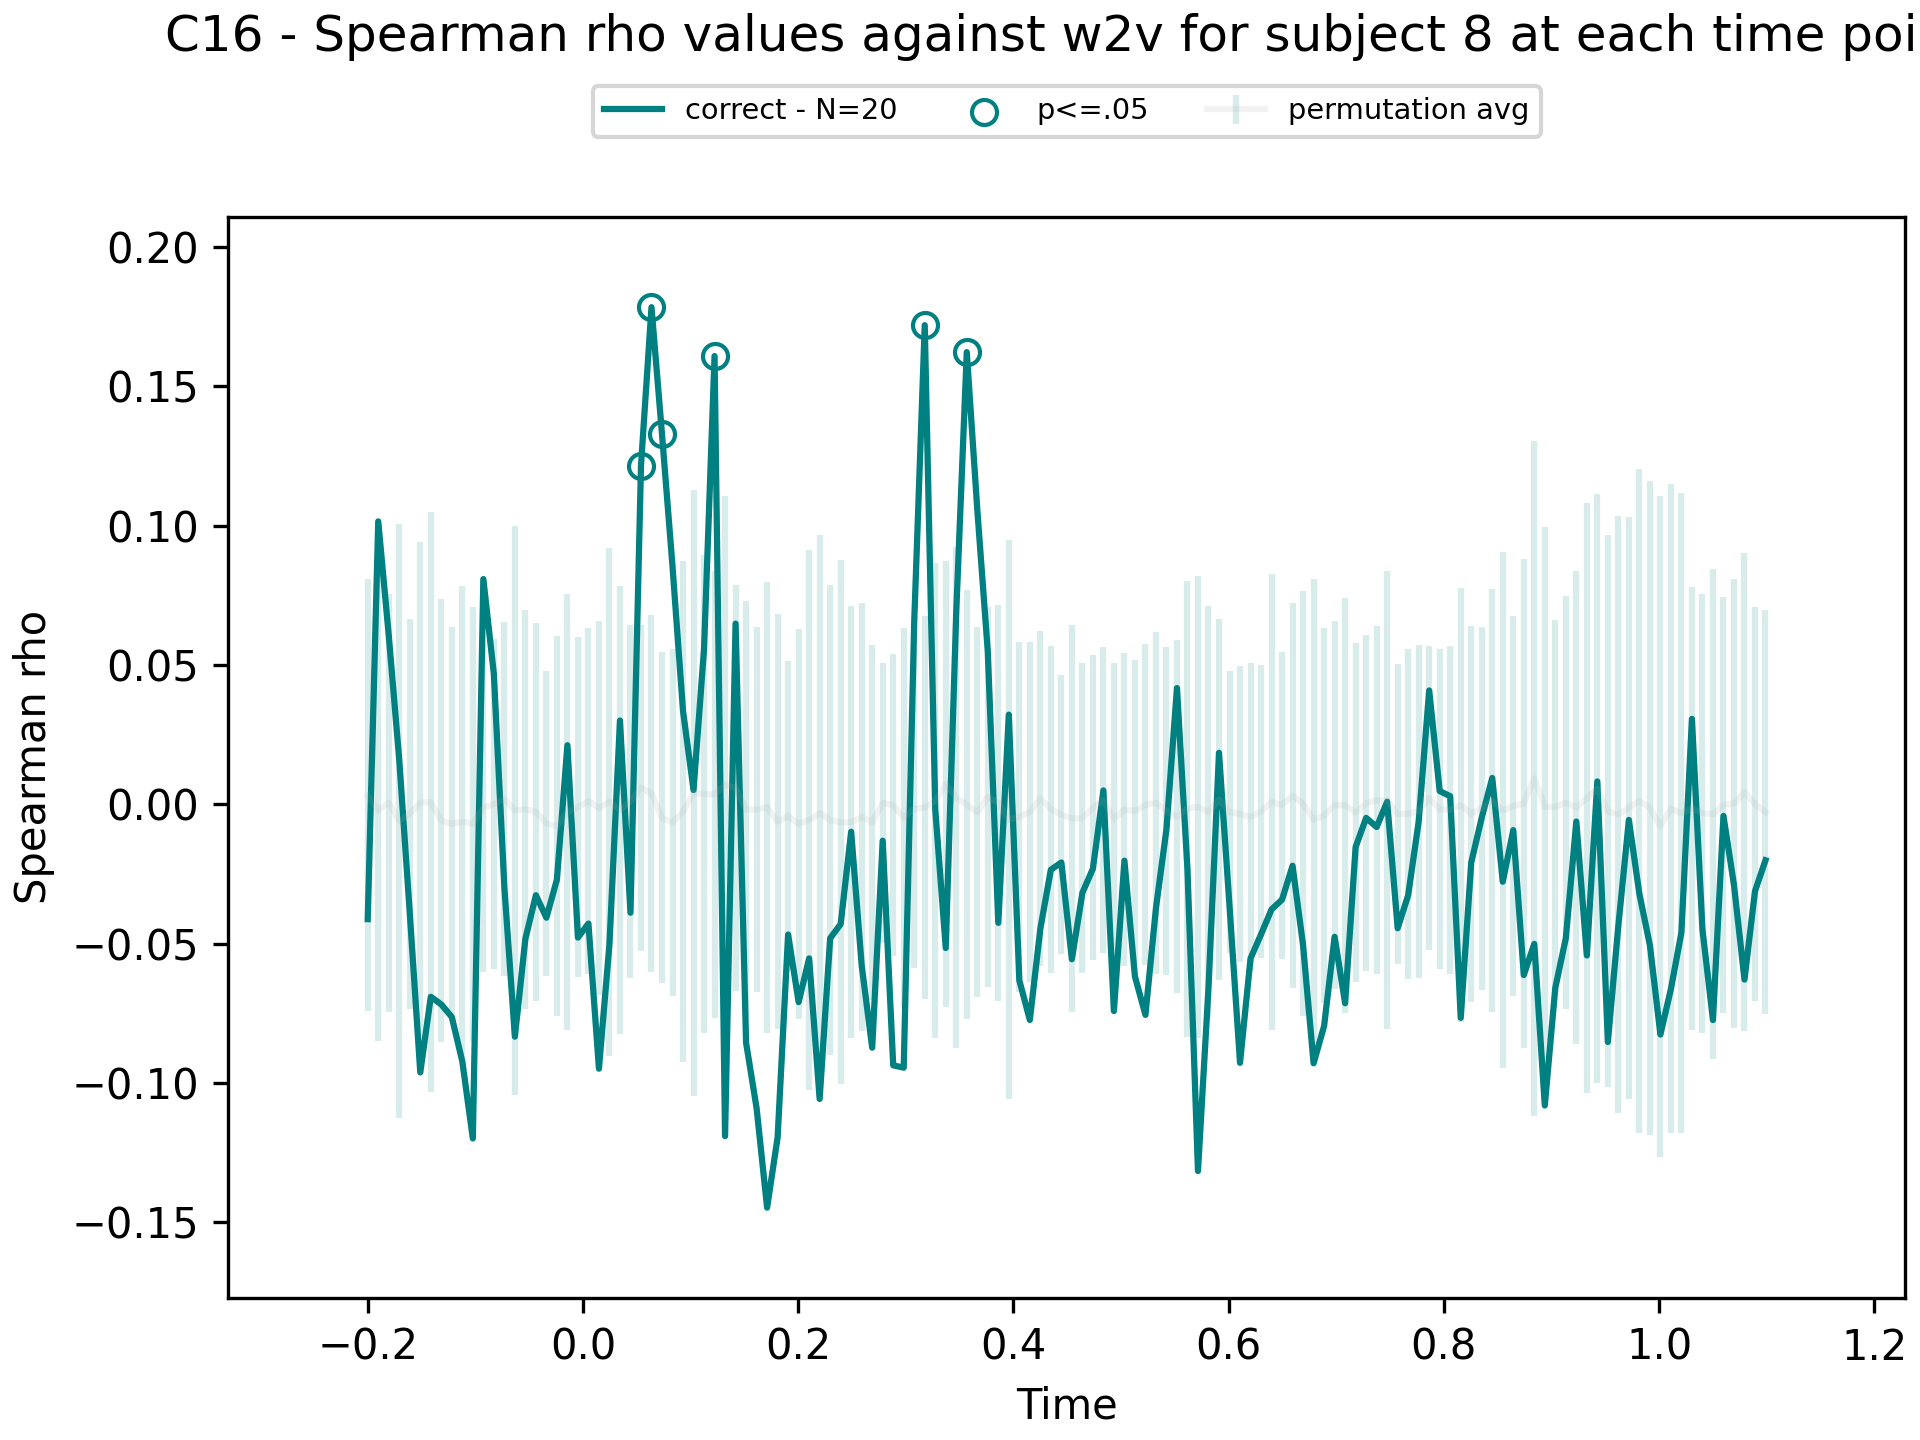 C16 - Spearman rho values against w2v for subject 8 at each time poi
correct - N=20 p<=.05 permutation avg
0.20
0.15
0.10
0.05
0.00
−0.05
−0.10
−0.15
Spearman rho
−0.2 0.0 0.2 0.4 0.6 0.8 1.0 1.2
Time